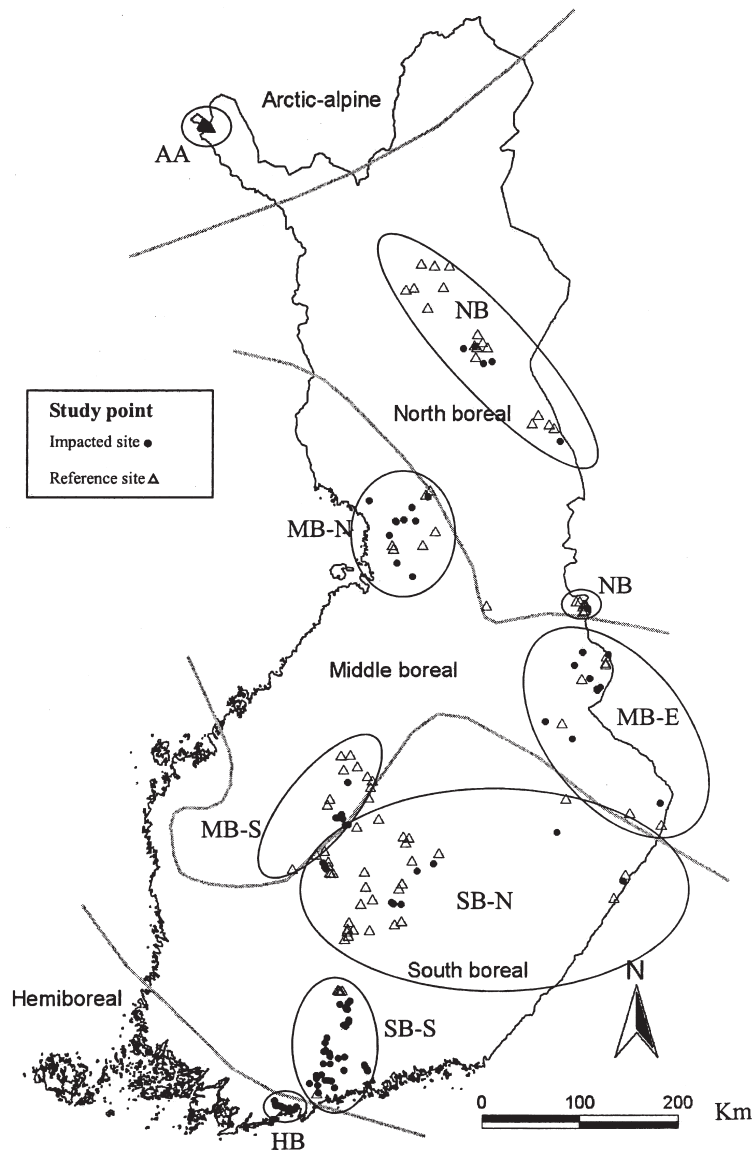 Arctic-alpine
AA
NB
North boreal
Study point
Impacted site
Reference site
MB-N
NB
Middle boreal
MB-E
MB-S
SB-N
South boreal
N
Hemiboreal
SB-S
HB
0 100 200 Km